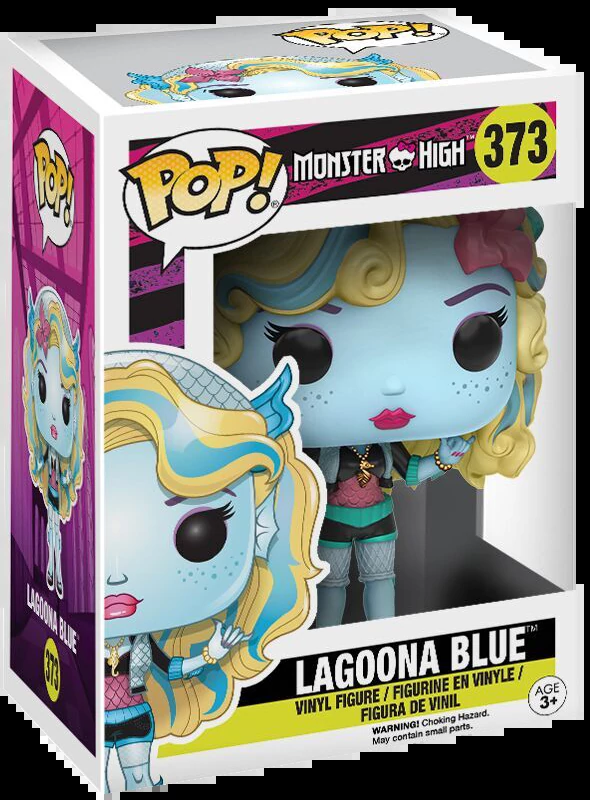 POP!
POP!®
MONSTER HIGH™
373
POP!
LAGOONA BLUE
373
LAGOONA BLUE™
VINYL FIGURE / FIGURINE EN VINYLE /
FIGURA DE VINIL
WARNING! Choking Hazard.
May contain small parts.
AGE
3+